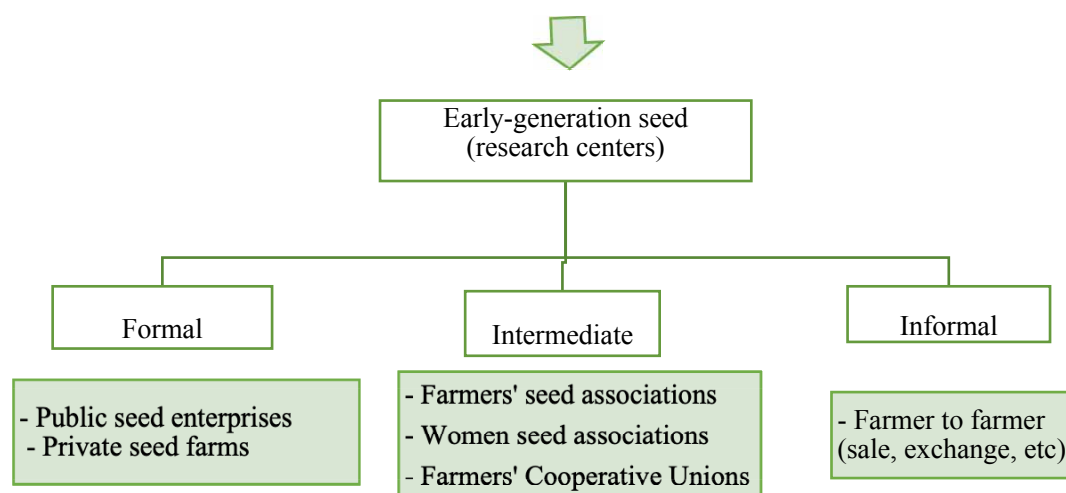 Early-generation seed
(research centers)
Formal
Intermediate
Informal
- Public seed enterprises
- Private seed farms
- Farmers' seed associations
- Women seed associations
- Farmers' Cooperative Unions
- Farmer to farmer
(sale, exchange, etc)